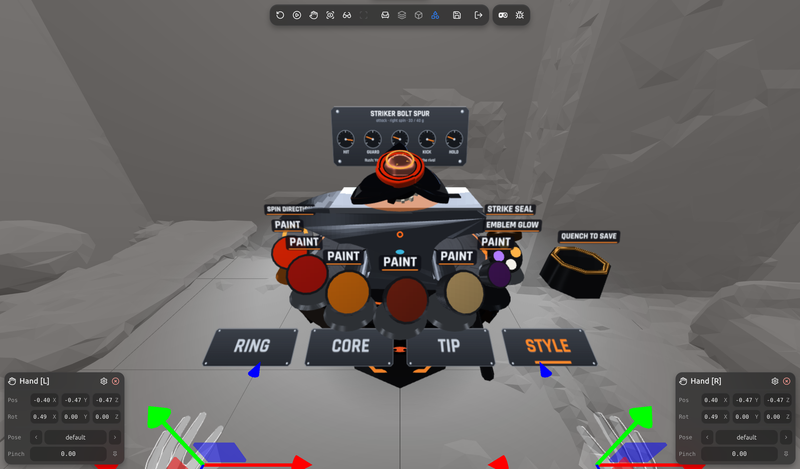 STRIKER BOLT SPUR
HIT
GUARD
KICK
HOLD
SPIN DIRECTI
STRIKE SEAL
PAINT
EMBLEM GLOW
PAINT
PAINT
QUENCH TO SAVE
PAINT
PAINT
PAINT
RING
CORE
TIP
STYLE
Hand [L]
Pos -0.40 X -0.47 Y -0.47 Z
Rot 0.49 X 0.00 Y 0.00 Z
Pose default
Pinch 0.00
Hand [R]
Pos 0.40 X -0.47 Y -0.47 Z
Rot 0.49 X 0.00 Y 0.00 Z
Pose default
Pinch 0.00